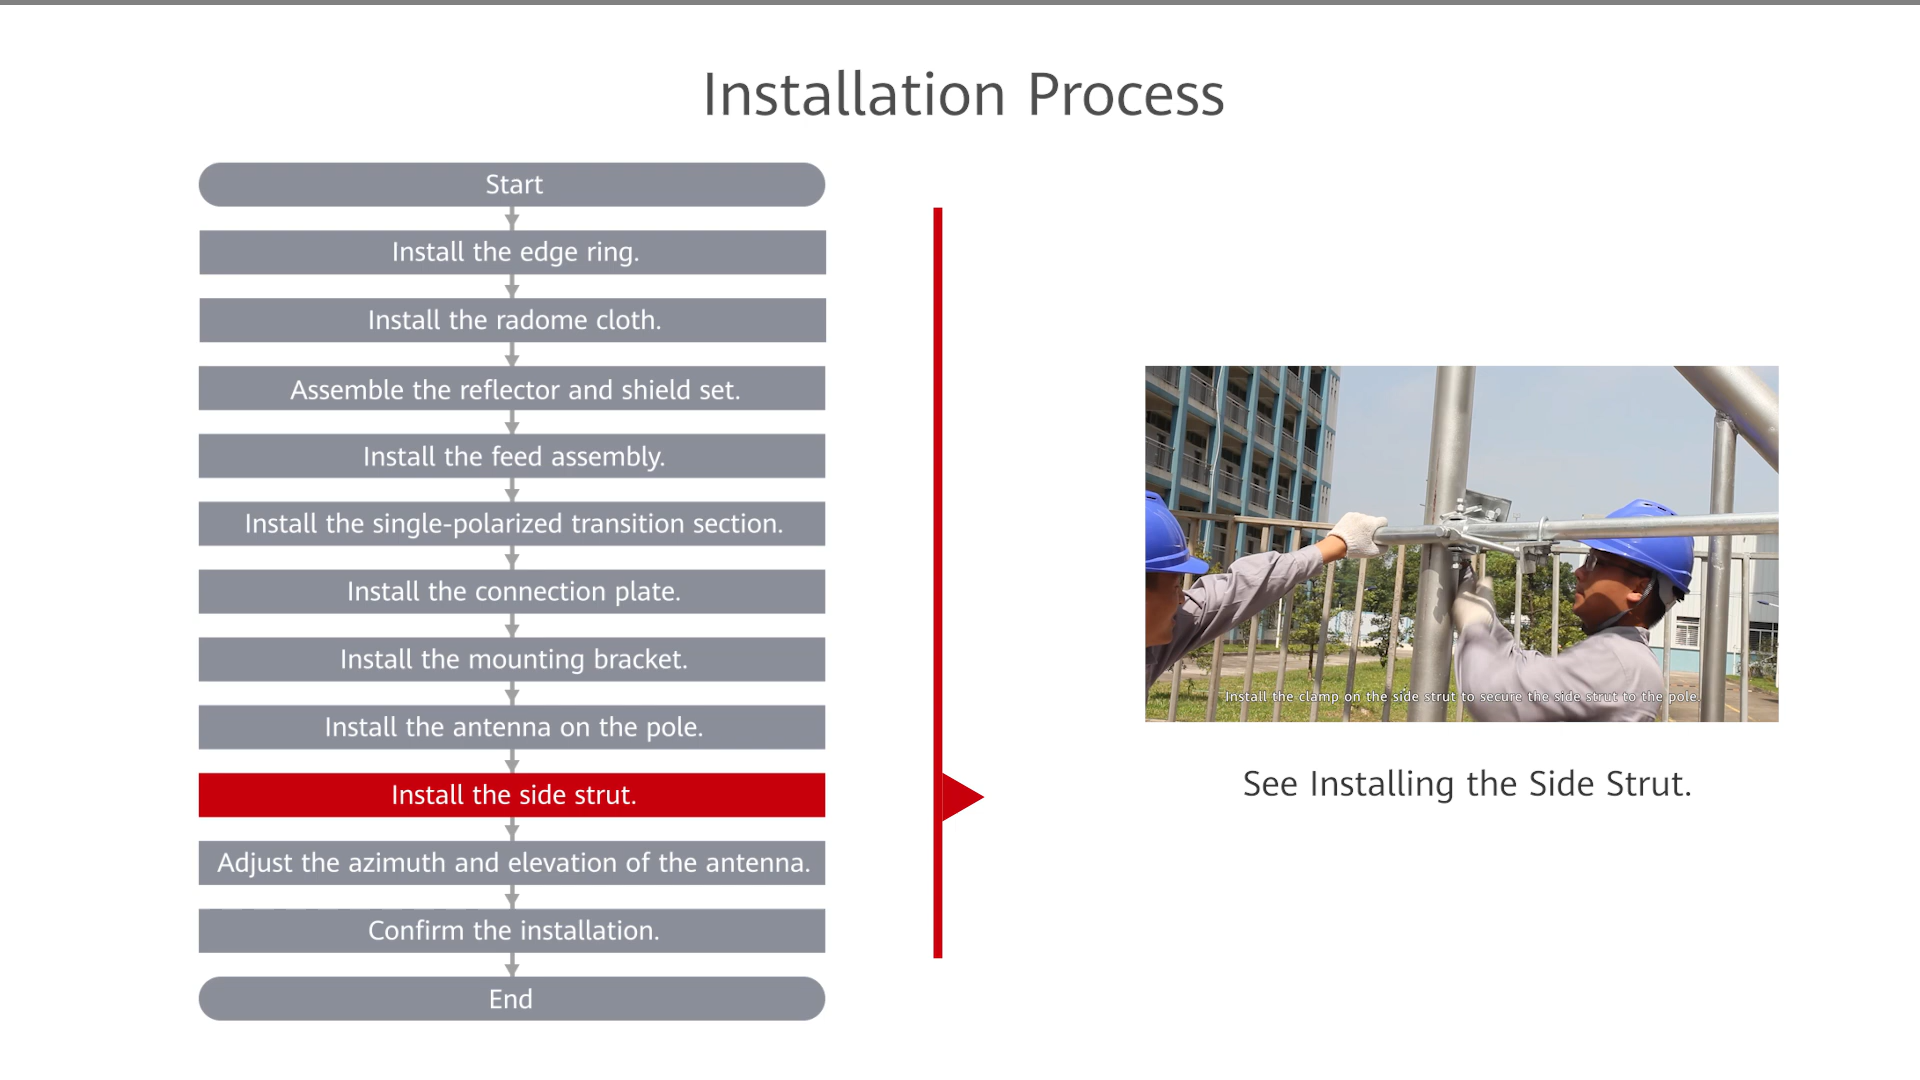 Installation Process
Start
Install the edge ring.
Install the radome cloth.
Assemble the reflector and shield set.
Install the feed assembly.
Install the single-polarized transition section.
Install the connection plate.
Install the mounting bracket.
Install the antenna on the pole.
Install the side strut.
Adjust the azimuth and elevation of the antenna.
Confirm the installation.
End
Install the clamp on the side strut to secure the side strut to the pole.
See Installing the Side Strut.